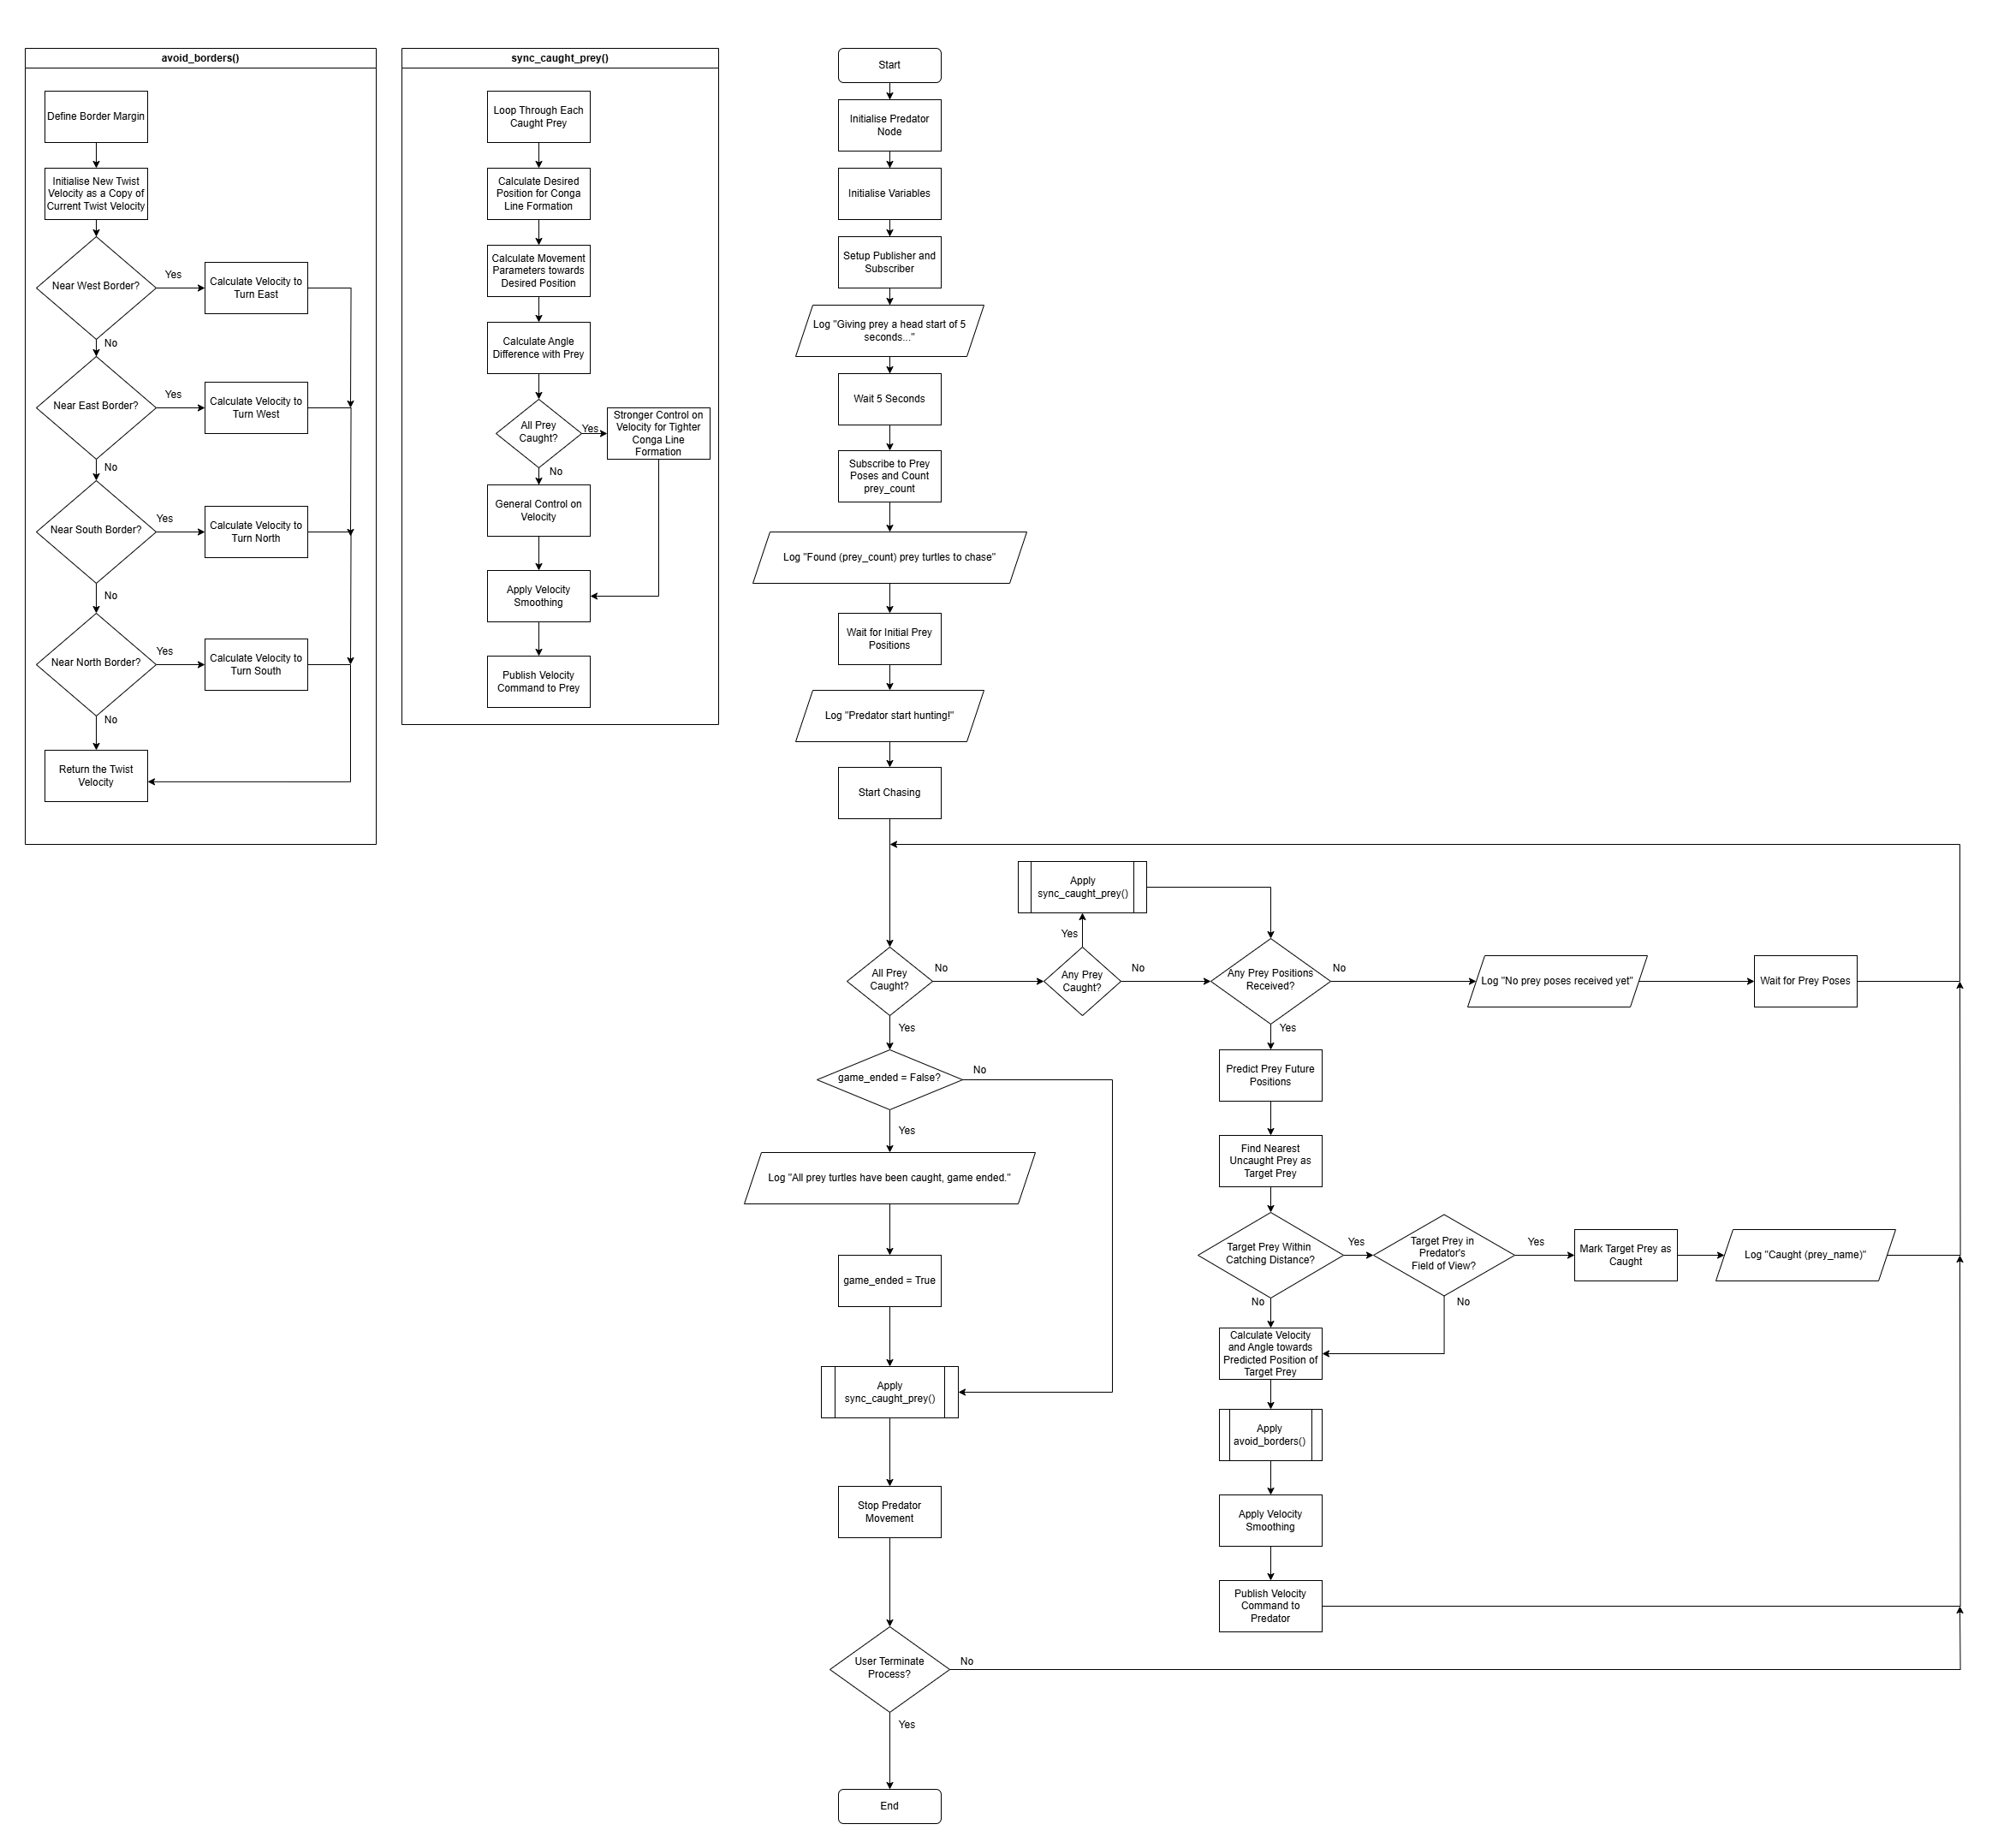 avoid_borders()
Define Border Margin
Initialise New Twist
Velocity as a Copy of
Current Twist Velocity
Near West Border?
Yes
Calculate Velocity to
Turn East
No
Near East Border?
Yes
Calculate Velocity to
Turn West
No
Near South Border?
Yes
Calculate Velocity to
Turn North
No
Near North Border?
Yes
Calculate Velocity to
Turn South
No
Return the Twist
Velocity
sync_caught_prey()
Loop Through Each
Caught Prey
Calculate Desired
Position for Conga
Line Formation
Calculate Movement
Parameters towards
Desired Position
Calculate Angle
Difference with Prey
All Prey
Caught?
Yes
Stronger Control on
Velocity for Tighter
Conga Line
Formation
No
General Control on
Velocity
Apply Velocity
Smoothing
Publish Velocity
Command to Prey
Start
Initialise Predator
Node
Initialise Variables
Setup Publisher and
Subscriber
Log "Giving prey a head start of 5
seconds..."
Wait 5 Seconds
Subscribe to Prey
Poses and Count
prey_count
Log "Found (prey_count) prey turtles to chase"
Wait for Initial Prey
Positions
Log "Predator start hunting!"
Start Chasing
All Prey
Caught?
No
Any Prey
Caught?
Yes
Apply
sync_caught_prey()
No
Any Prey Positions
Received?
No
Log "No prey poses received yet"
Wait for Prey Poses
Yes
Predict Prey Future
Positions
Find Nearest
Uncaught Prey as
Target Prey
Target Prey Within
Catching Distance?
Yes
Target Prey in
Predator's
Field of View?
Yes
Mark Target Prey as
Caught
Log "Caught (prey_name)"
No
No
Calculate Velocity
and Angle towards
Predicted Position of
Target Prey
Apply
avoid_borders()
Apply Velocity
Smoothing
Publish Velocity
Command to
Predator
Yes
game_ended = False?
No
Yes
Log "All prey turtles have been caught, game ended."
game_ended = True
Apply
sync_caught_prey()
Stop Predator
Movement
User Terminate
Process?
No
Yes
End